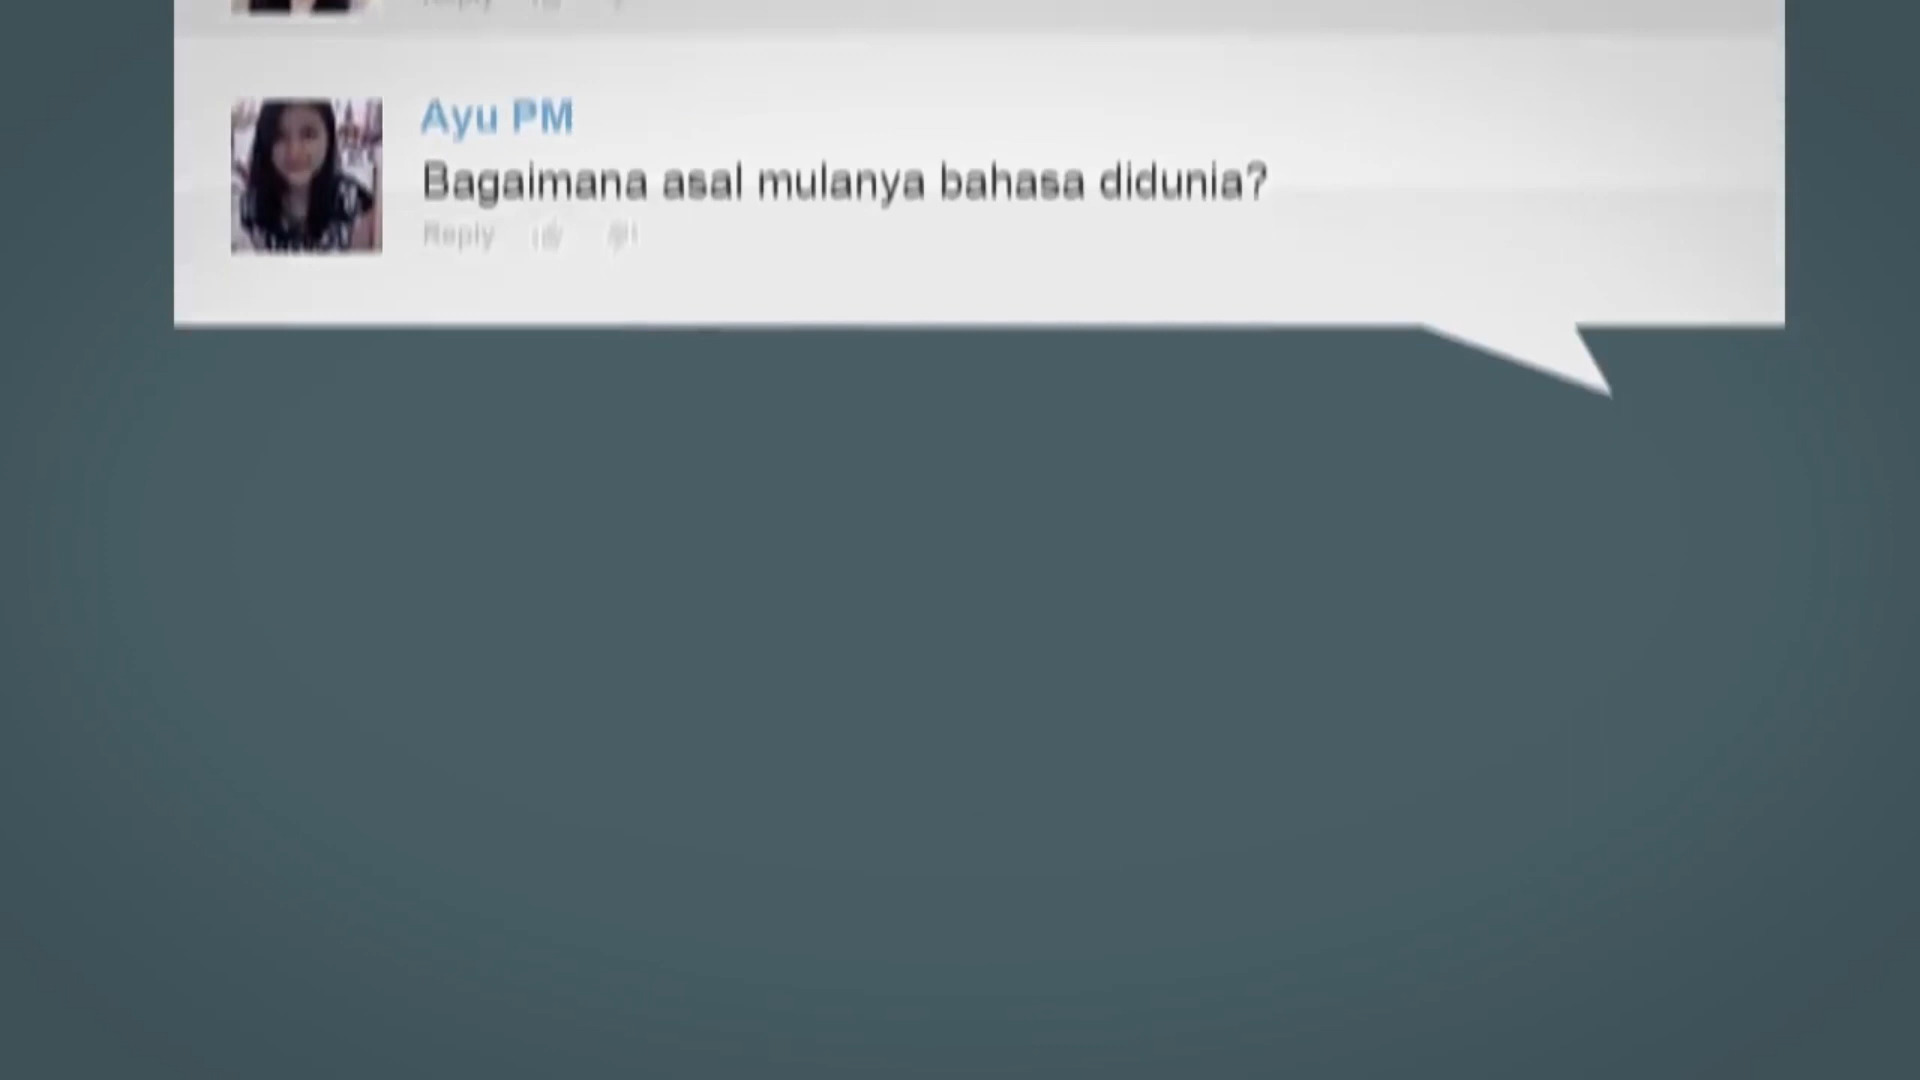 Ayu PM
Bagaimana asal mulanya bahasa didunia?
Reply